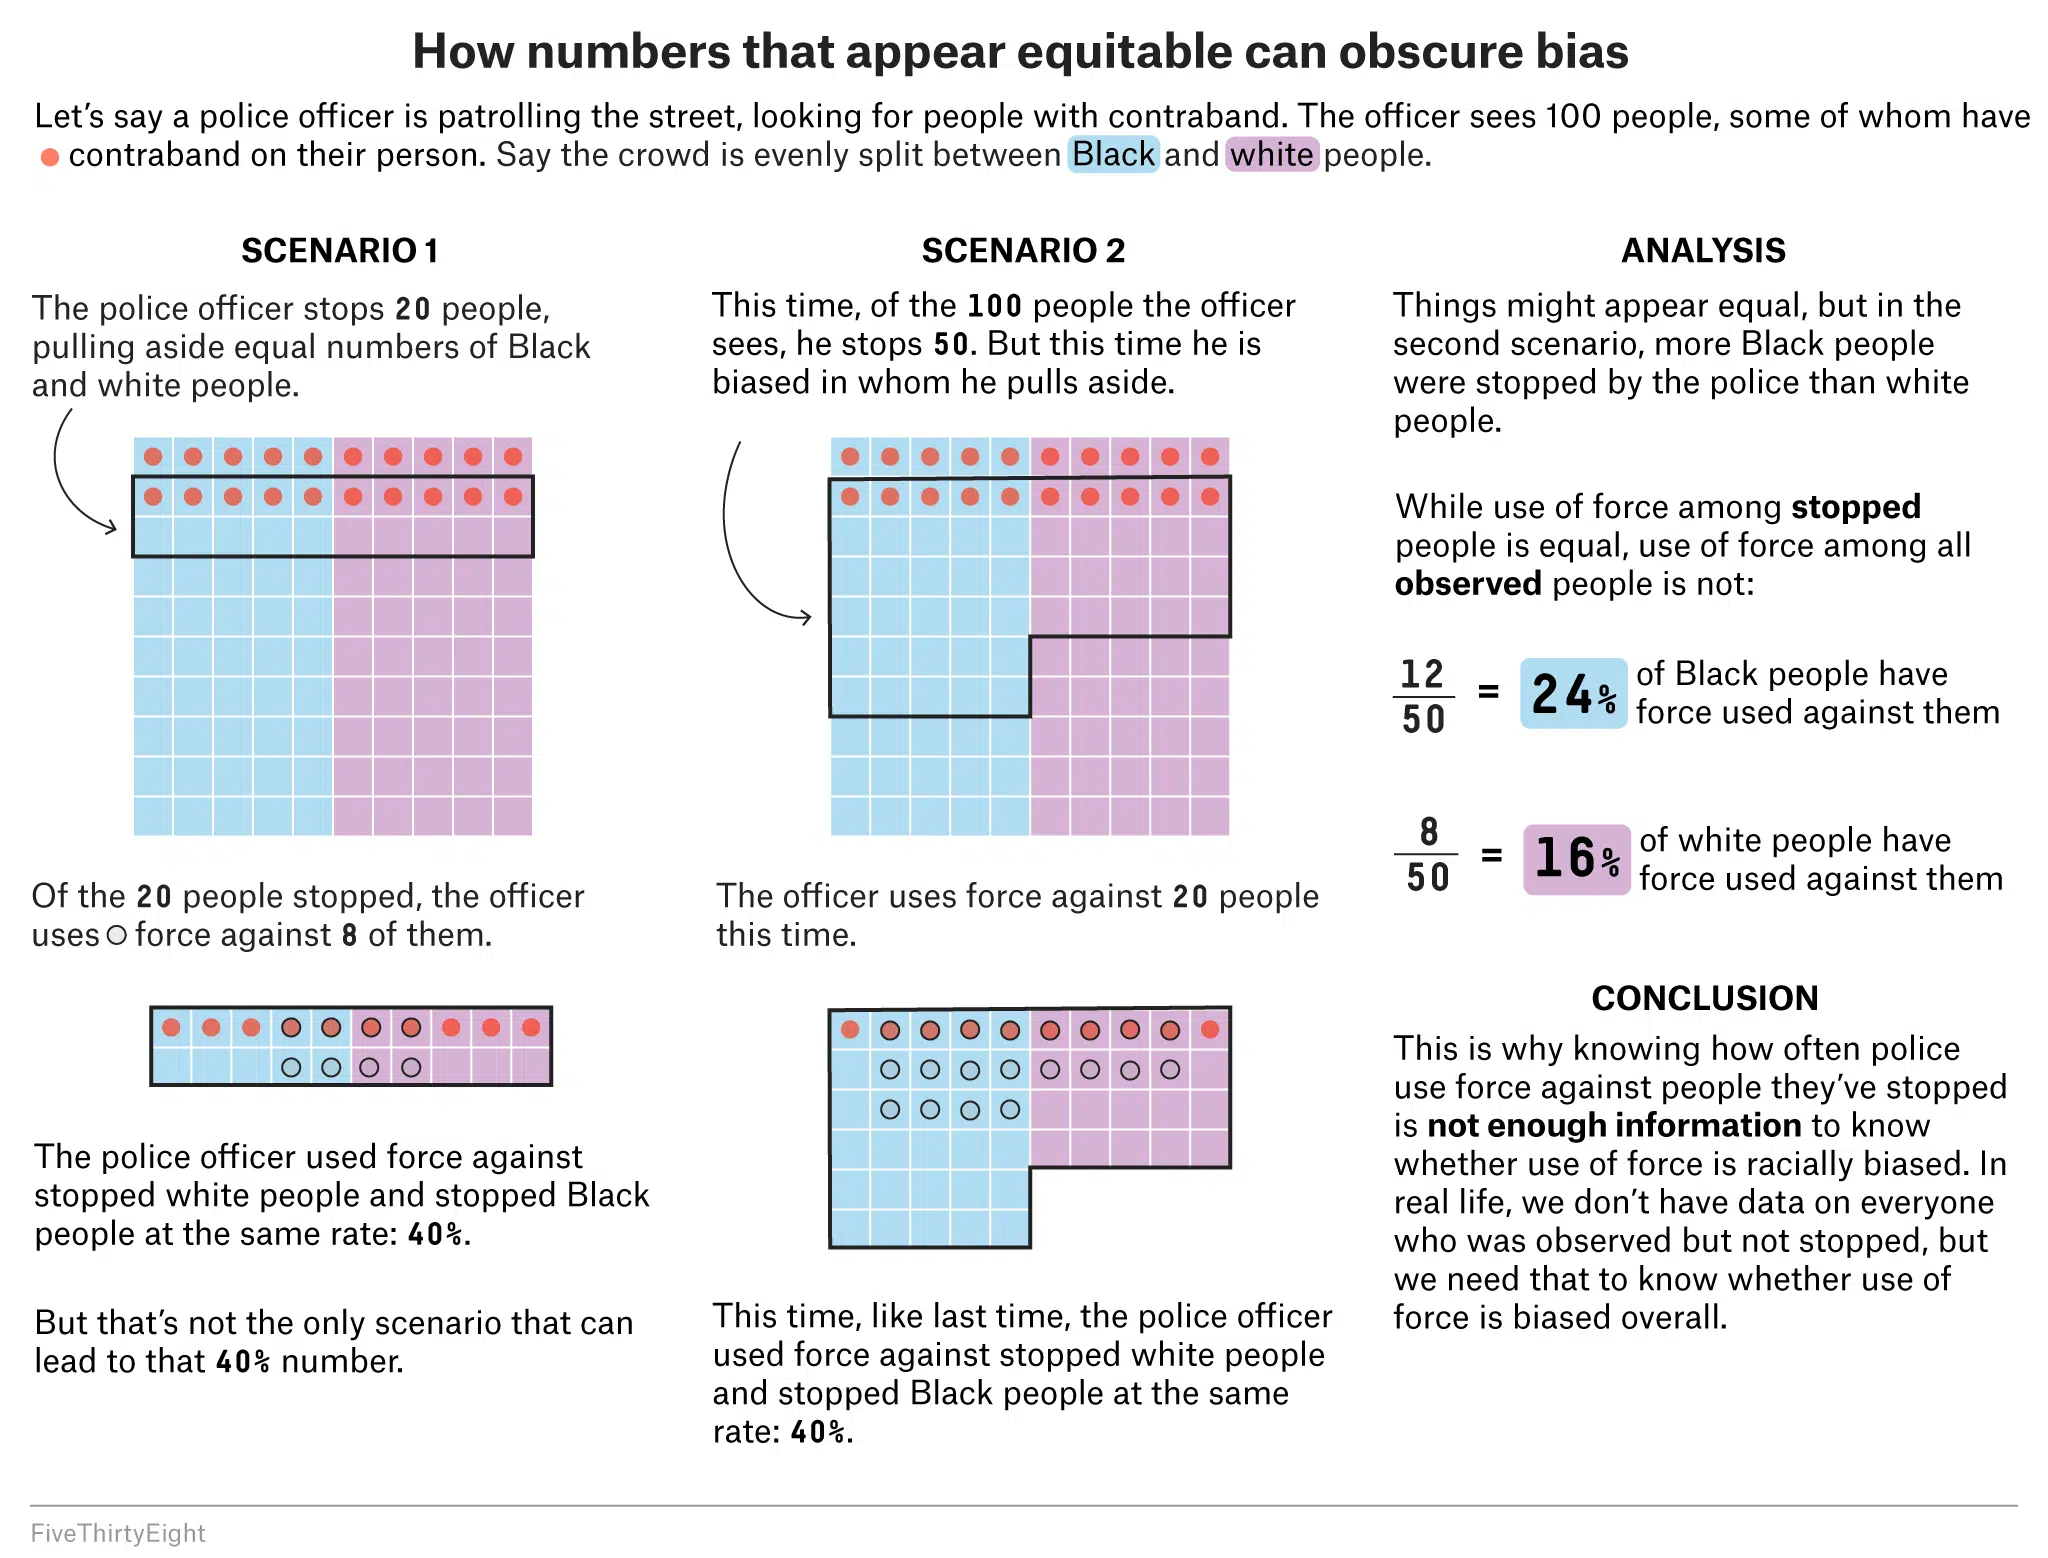 How numbers that appear equitable can obscure bias
Let’s say a police officer is patrolling the street, looking for people with contraband. The officer sees 100 people, some of whom have
contraband on their person. Say the crowd is evenly split between Black and white people.
SCENARIO 1
The police officer stops 20 people,
pulling aside equal numbers of Black
and white people.
Of the 20 people stopped, the officer
uses force against 8 of them.
The police officer used force against
stopped white people and stopped Black
people at the same rate: 40%.
But that’s not the only scenario that can
lead to that 40% number.
SCENARIO 2
This time, of the 100 people the officer
sees, he stops 50. But this time he is
biased in whom he pulls aside.
The officer uses force against 20 people
this time.
This time, like last time, the police officer
used force against stopped white people
and stopped Black people at the same
rate: 40%.
ANALYSIS
Things might appear equal, but in the
second scenario, more Black people
were stopped by the police than white
people.
While use of force among stopped
people is equal, use of force among all
observed people is not:
12
50
= 24% of Black people have
force used against them
8
50
= 16% of white people have
force used against them
CONCLUSION
This is why knowing how often police
use force against people they’ve stopped
is not enough information to know
whether use of force is racially biased. In
real life, we don’t have data on everyone
who was observed but not stopped, but
we need that to know whether use of
force is biased overall.
FiveThirtyEight